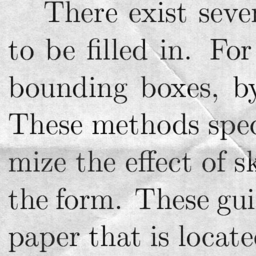 There exist sever
to be filled in. For
bounding boxes, by
These methods spec
mize the effect of sk
the form. These gui
paper that is locate